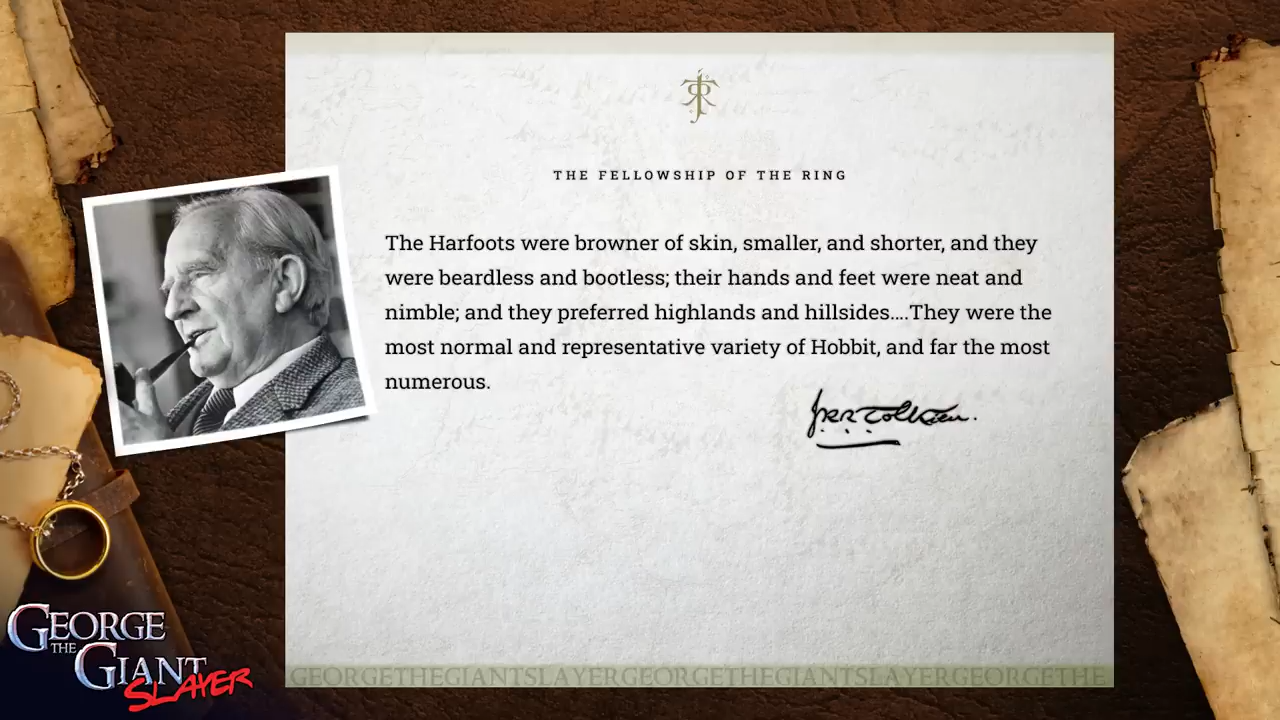 THE FELLOWSHIP OF THE RING
The Harfoots were browner of skin, smaller, and shorter, and they
were beardless and bootless; their hands and feet were neat and
nimble; and they preferred highlands and hillsides....They were the
most normal and representative variety of Hobbit, and far the most
numerous.
JRR Tolkien.
GEORGE
THE
GIANT
SLAYER
GEORGETHEGIANTSLAYERGEORGETHEGIANTSLAYERGEORGETHE